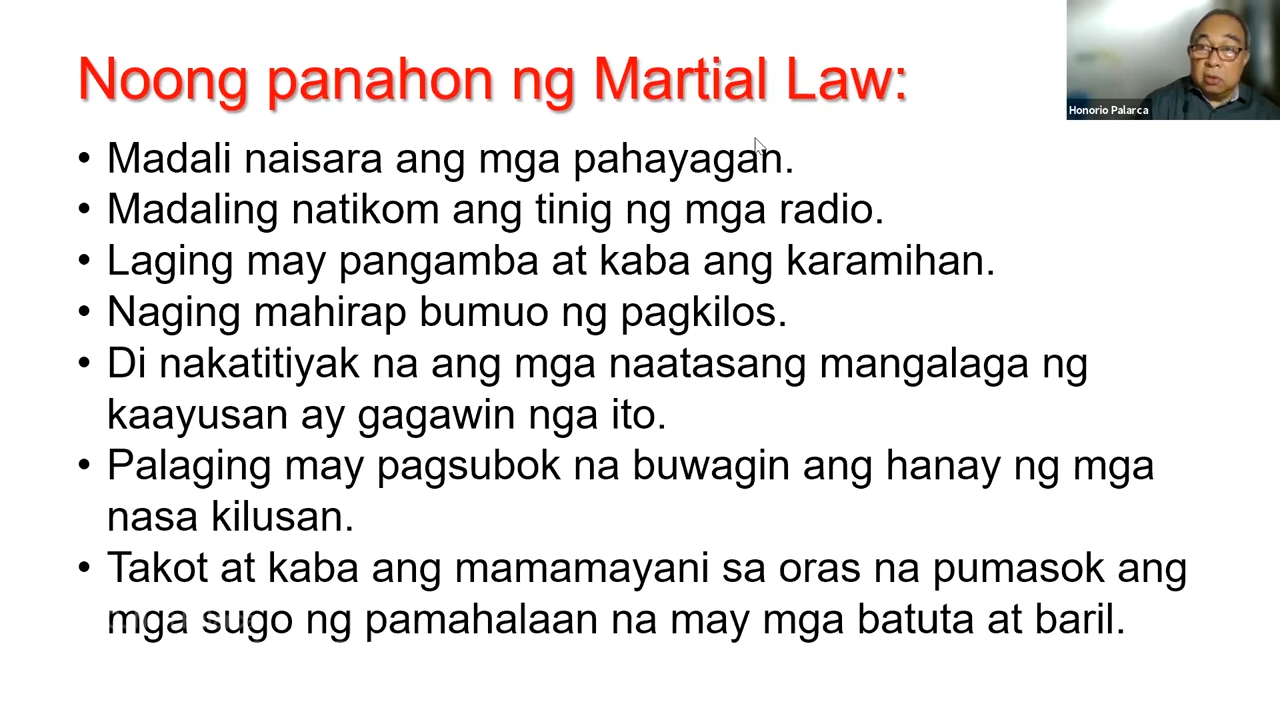 Noong panahon ng Martial Law:
Honorio Palarca
• Madali naisara ang mga pahayagan.
• Madaling natikom ang tinig ng mga radio.
• Laging may pangamba at kaba ang karamihan.
• Naging mahirap bumuo ng pagkilos.
• Di nakatitiyak na ang mga naatasang mangalaga ng
kaayusan ay gagawin nga ito.
• Palaging may pagsubok na buwagin ang hanay ng mga
nasa kilusan.
• Takot at kaba ang mamamayani sa oras na pumasok ang
mga sugo ng pamahalaan na may mga batuta at baril.